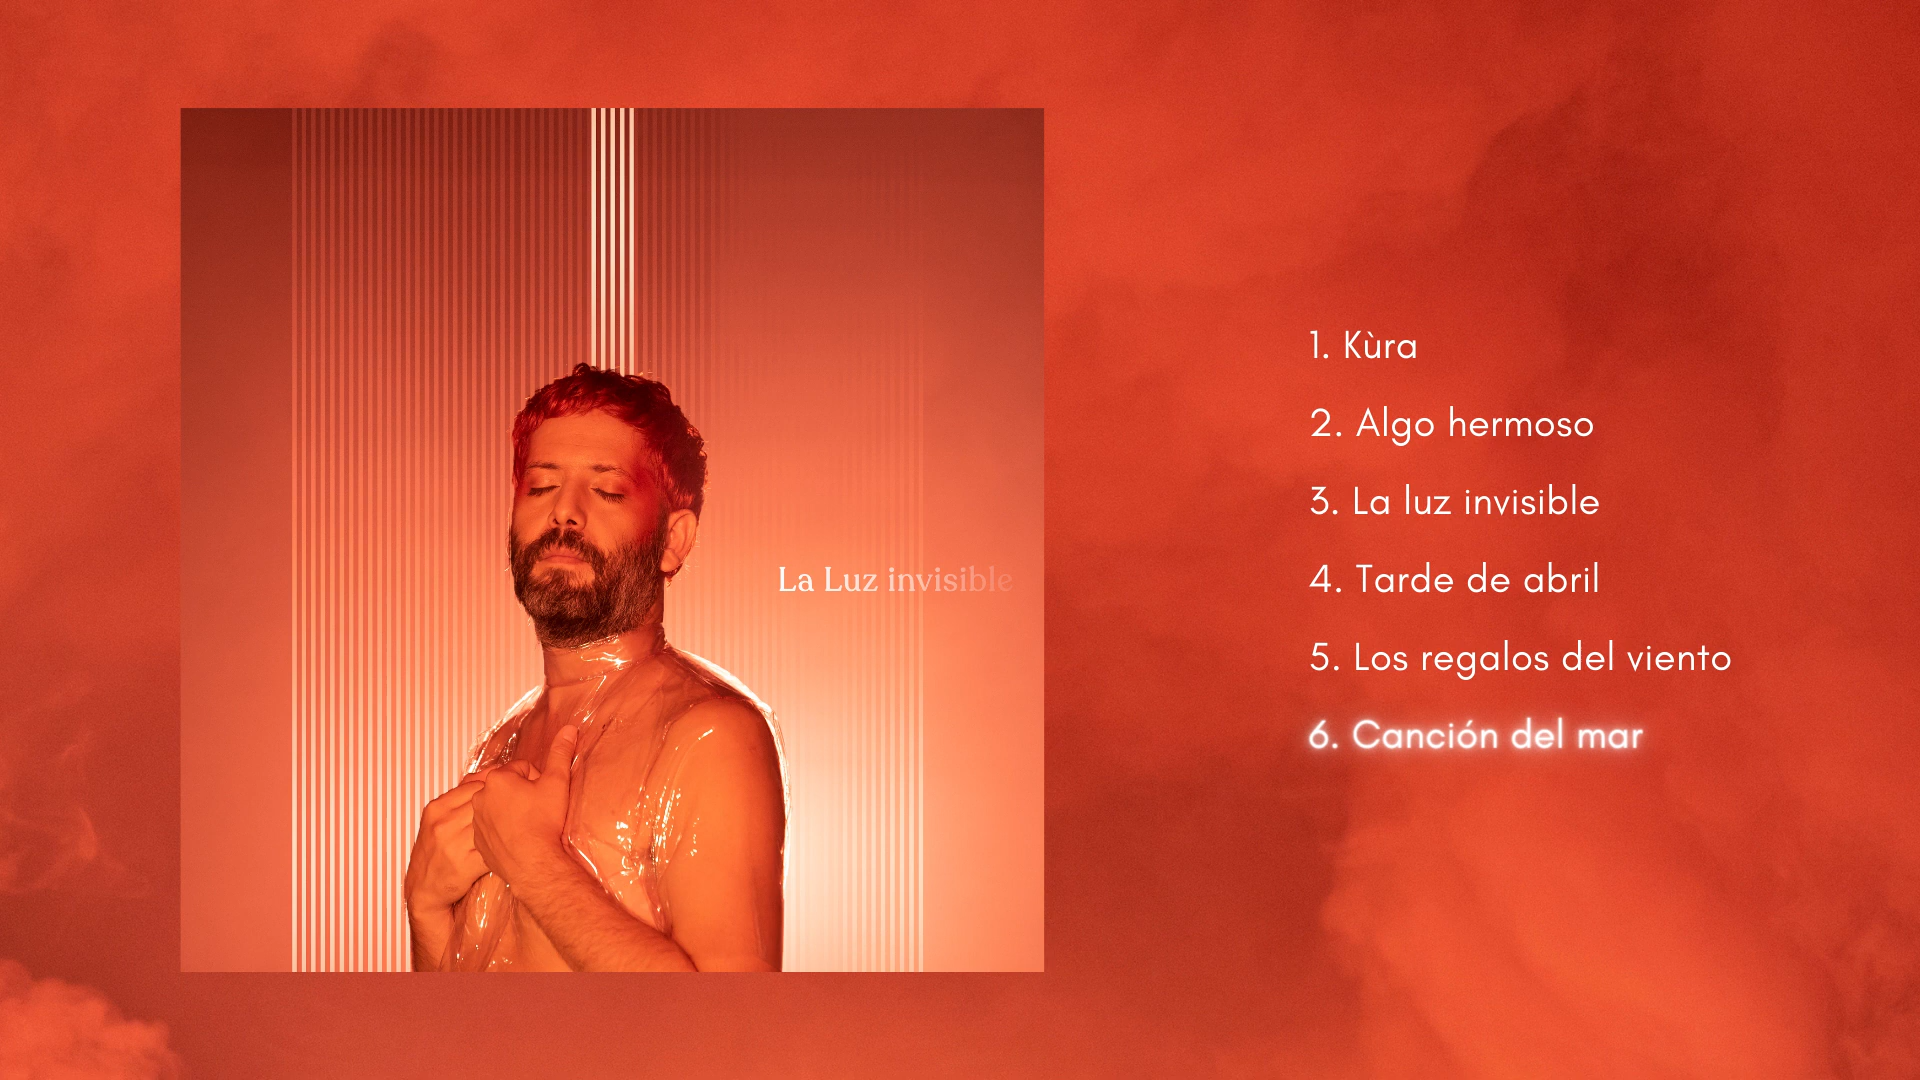 La Luz invisible
1. Kùra
2. Algo hermoso
3. La luz invisible
4. Tarde de abril
5. Los regalos del viento
6. Canción del mar